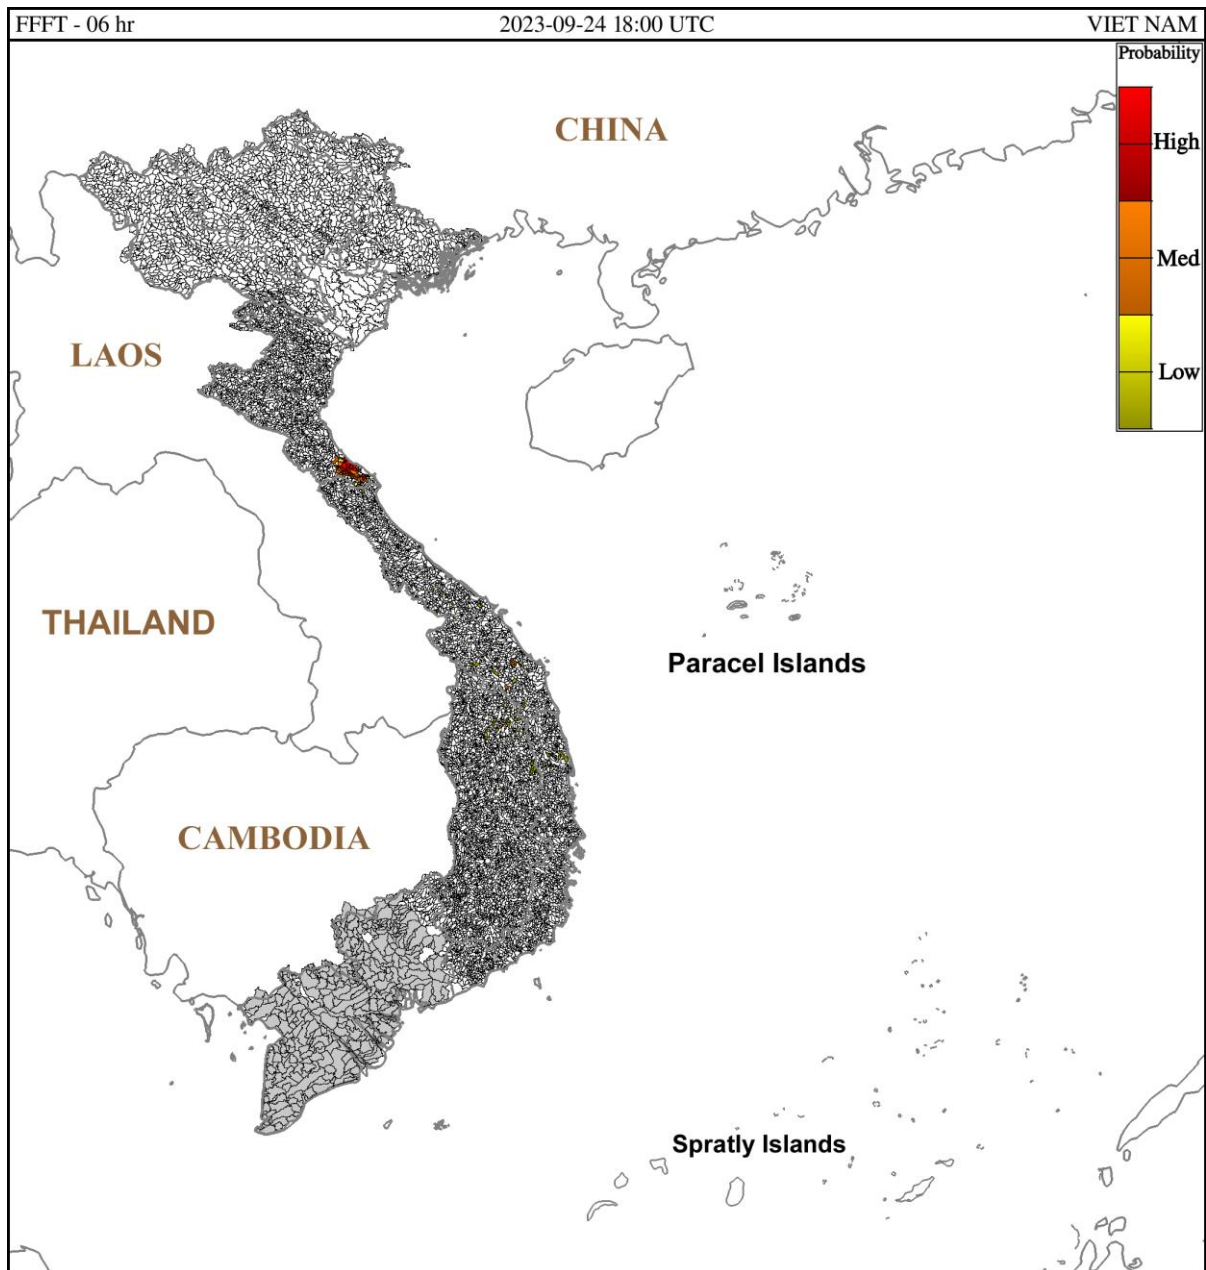 FFFT - 06 hr
2023-09-24 18:00 UTC
VIET NAM
Probability
High
Med
Low
CHINA
LAOS
THAILAND
Paracel Islands
CAMBODIA
Spratly Islands